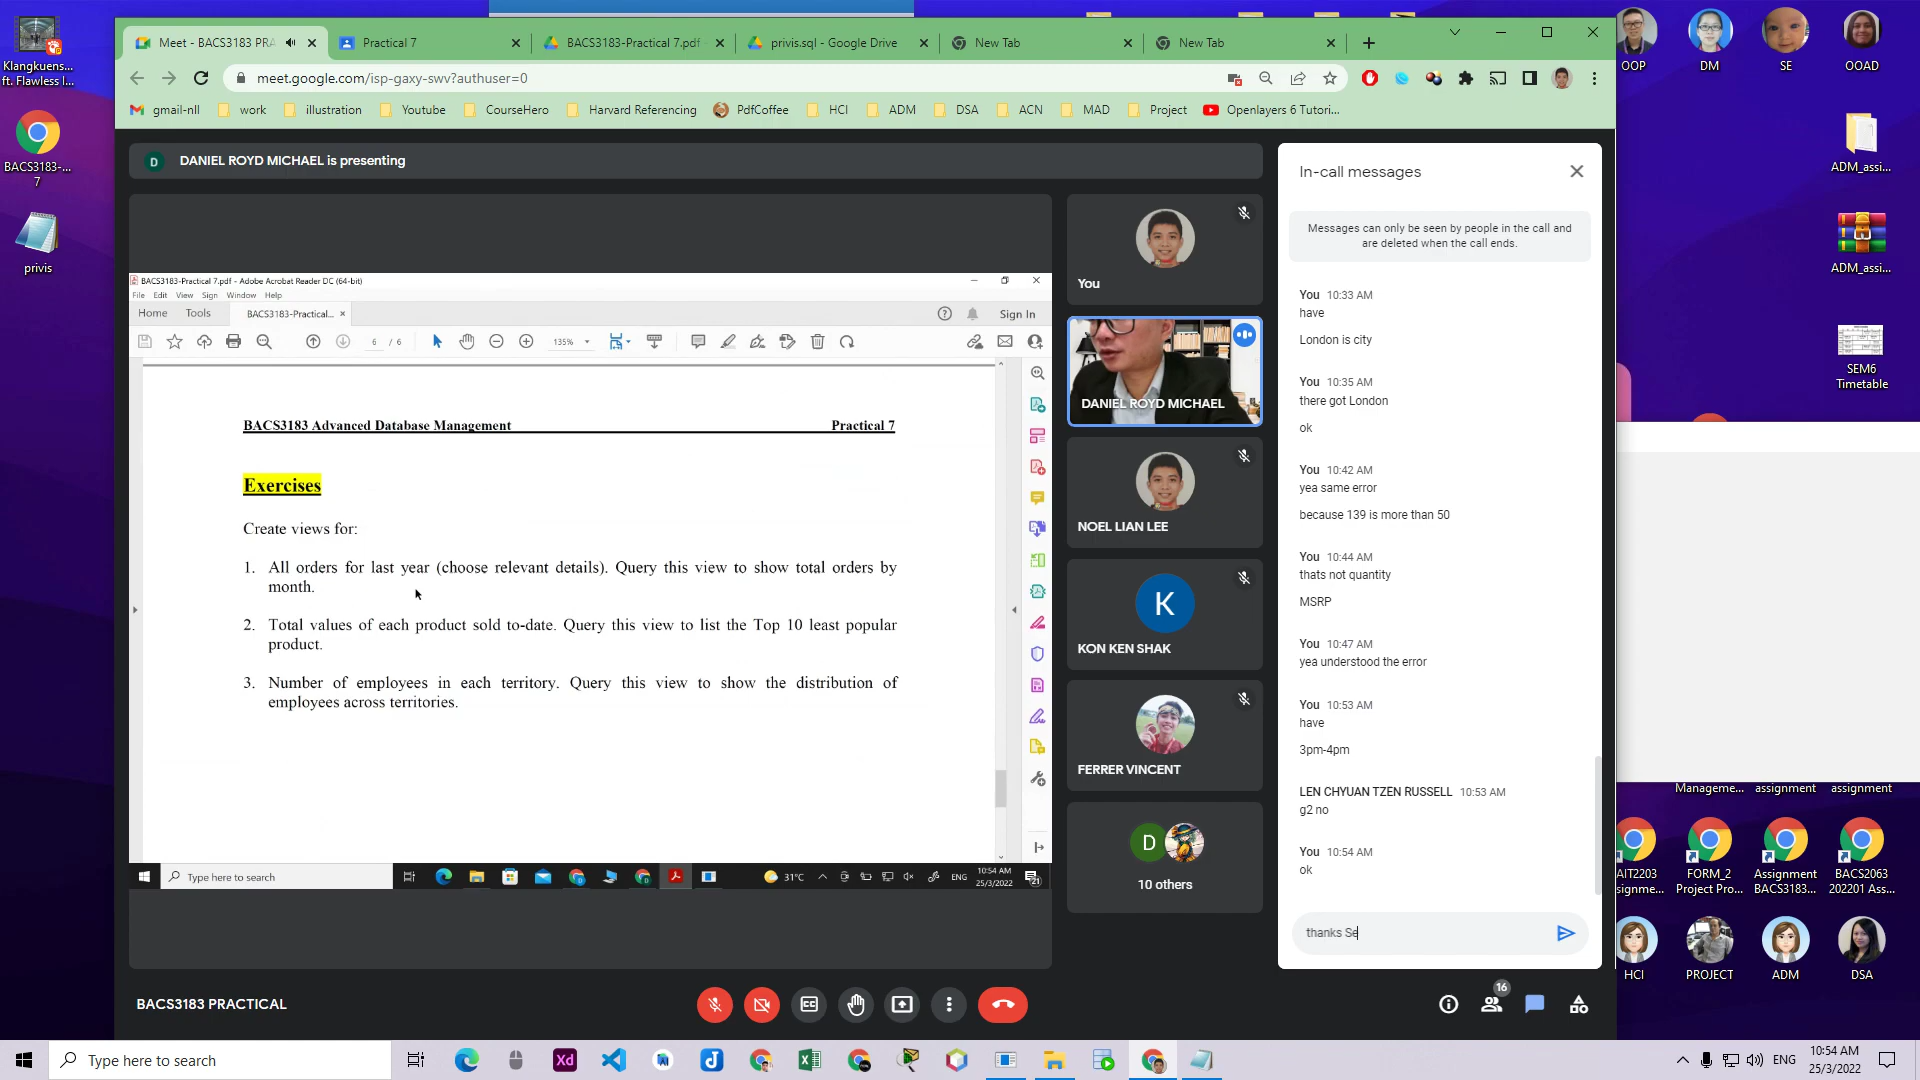 Klangkuens...
ft. Flawless l...
BACS3183-...
7
privis
Meet - BACS3183 PRA
Practical 7
BACS3183-Practical 7.pdf
privis.sql - Google Drive
New Tab
New Tab
meet.google.com/isp-gaxy-swv?authuser=0
gmail-nll
work
illustration
Youtube
CourseHero
Harvard Referencing
PdfCoffee
HCI
ADM
DSA
ACN
MAD
Project
Openlayers 6 Tutori...
OOP
DM
SE
OOAD
D
DANIEL ROYD MICHAEL is presenting
BACS3183-Practical 7.pdf - Adobe Acrobat Reader DC (64-bit)
File Edit View Sign Window Help
Home Tools BACS3183-Practical... ×
Sign In
6 / 6
135%
BACS3183 Advanced Database Management Practical 7
Exercises
Create views for:
1. All orders for last year (choose relevant details). Query this view to show total orders by
month.
2. Total values of each product sold to-date. Query this view to list the Top 10 least popular
product.
3. Number of employees in each territory. Query this view to show the distribution of
employees across territories.
Type here to search
31°C
ENG
10:54 AM
25/3/2022
21
You
DANIEL ROYD MICHAEL
NOEL LIAN LEE
K
KON KEN SHAK
FERRER VINCENT
D
10 others
In-call messages
Messages can only be seen by people in the call and
are deleted when the call ends.
You 10:33 AM
have
London is city
You 10:35 AM
there got London
ok
You 10:42 AM
yea same error
because 139 is more than 50
You 10:44 AM
thats not quantity
MSRP
You 10:47 AM
yea understood the error
You 10:53 AM
have
3pm-4pm
LEN CHYUAN TZEN RUSSELL 10:53 AM
g2 no
You 10:54 AM
ok
thanks Se
BACS3183 PRACTICAL
16
ADM_assi...
ADM_assi...
SEM6
Timetable
Manageme...
assignment
assignment
AIT2203
signme...
FORM_2
Project Pro...
Assignment
BACS3183...
BACS2063
202201 Ass...
HCI
PROJECT
ADM
DSA
Type here to search
Xd
ENG
10:54 AM
25/3/2022